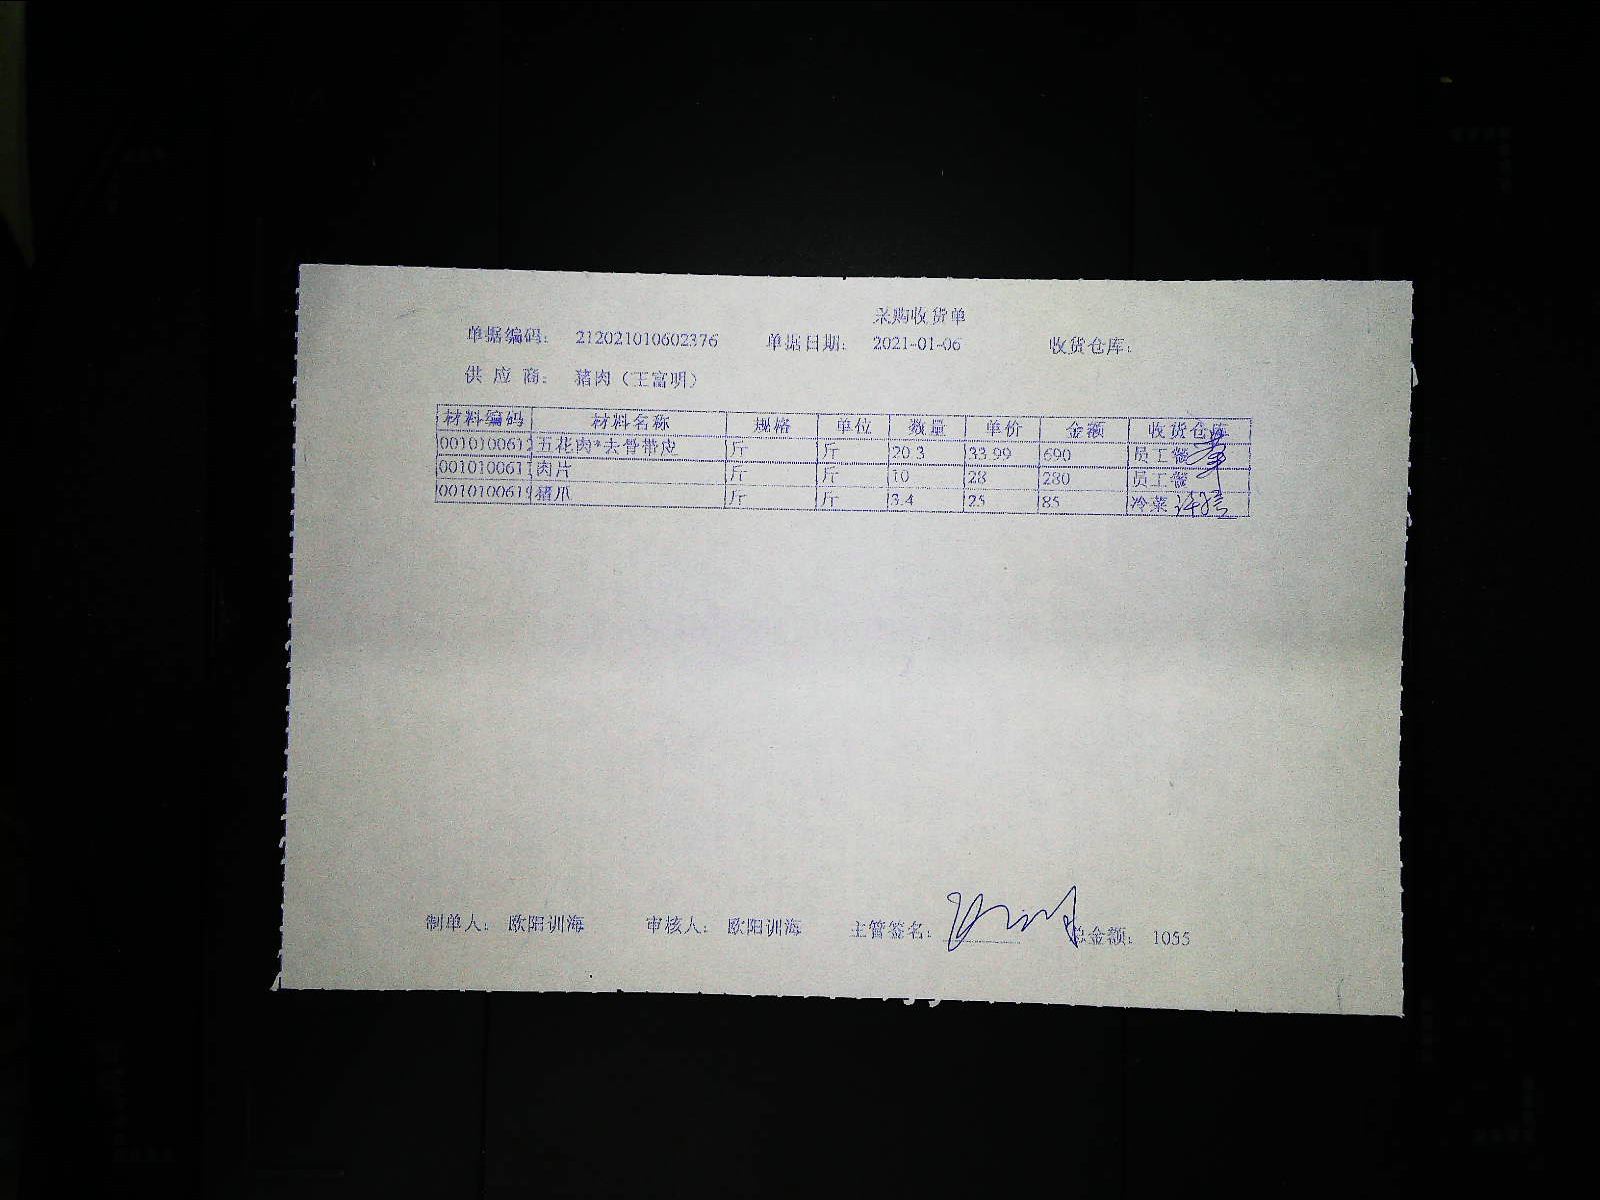 采购收货单
单据编码： 212021010602376 单据日期： 2021-01-06 收货仓库：
供 应 商： 猪肉（王富明）
材料编码 材料名称 规格 单位 数量 单价 金额 收货仓库
0010100612 五花肉*去骨带皮 斤 斤 20.3 33.99 690 员工餐
0010100617 肉片 斤 斤 10 28 280 员工餐
0010100619 猪爪 斤 斤 3.4 25 85 冷菜
制单人： 欧阳训海 审核人： 欧阳训海 主管签名： 总金额： 1055